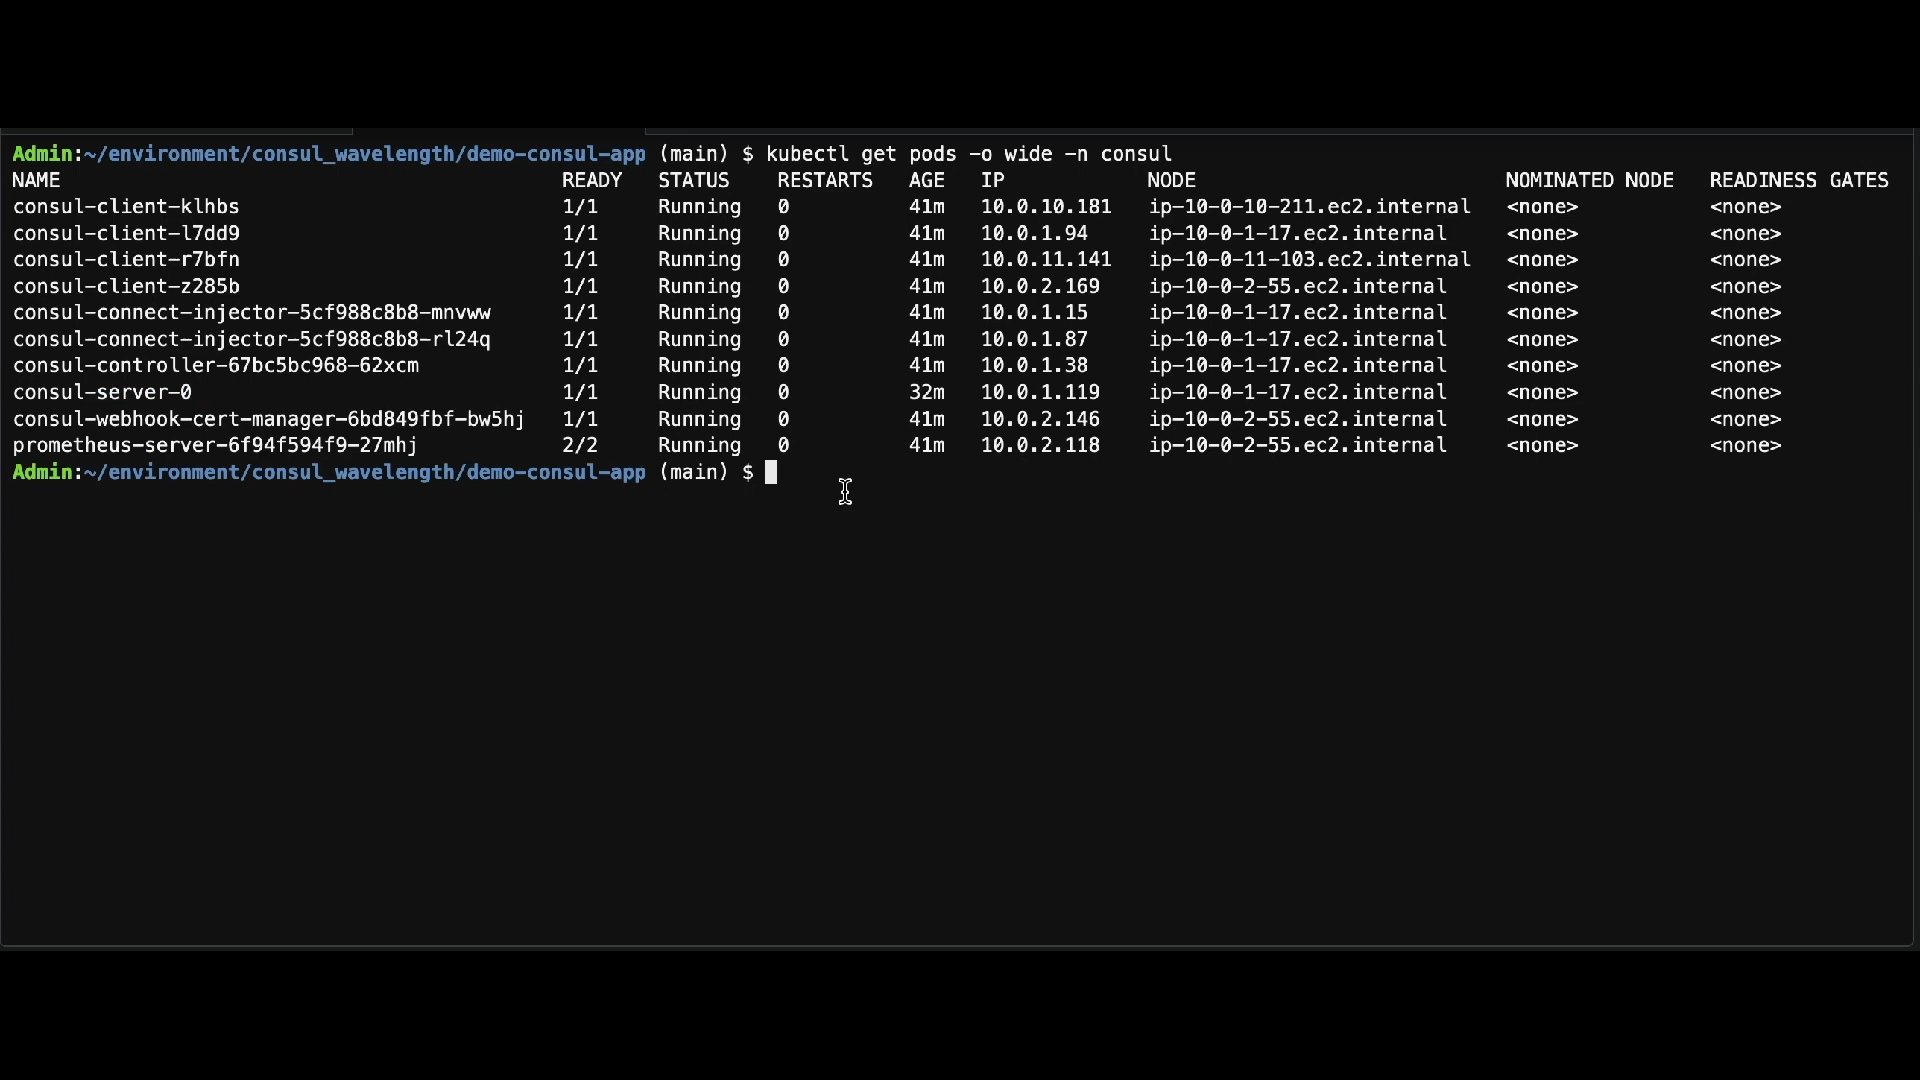 Admin:~/environment/consul_wavelength/demo-consul-app (main) $ kubectl get pods -o wide -n consul
NAME READY STATUS RESTARTS AGE IP NODE NOMINATED NODE READINESS GATES
consul-client-klhbs 1/1 Running 0 41m 10.0.10.181 ip-10-0-10-211.ec2.internal <none> <none>
consul-client-l7dd9 1/1 Running 0 41m 10.0.1.94 ip-10-0-1-17.ec2.internal <none> <none>
consul-client-r7bfn 1/1 Running 0 41m 10.0.11.141 ip-10-0-11-103.ec2.internal <none> <none>
consul-client-z285b 1/1 Running 0 41m 10.0.2.169 ip-10-0-2-55.ec2.internal <none> <none>
consul-connect-injector-5cf988c8b8-mnvww 1/1 Running 0 41m 10.0.1.15 ip-10-0-1-17.ec2.internal <none> <none>
consul-connect-injector-5cf988c8b8-rl24q 1/1 Running 0 41m 10.0.1.87 ip-10-0-1-17.ec2.internal <none> <none>
consul-controller-67bc5bc968-62xcm 1/1 Running 0 41m 10.0.1.38 ip-10-0-1-17.ec2.internal <none> <none>
consul-server-0 1/1 Running 0 32m 10.0.1.119 ip-10-0-1-17.ec2.internal <none> <none>
consul-webhook-cert-manager-6bd849fbf-bw5hj 1/1 Running 0 41m 10.0.2.146 ip-10-0-2-55.ec2.internal <none> <none>
prometheus-server-6f94f594f9-27mhj 2/2 Running 0 41m 10.0.2.118 ip-10-0-2-55.ec2.internal <none> <none>
Admin:~/environment/consul_wavelength/demo-consul-app (main) $